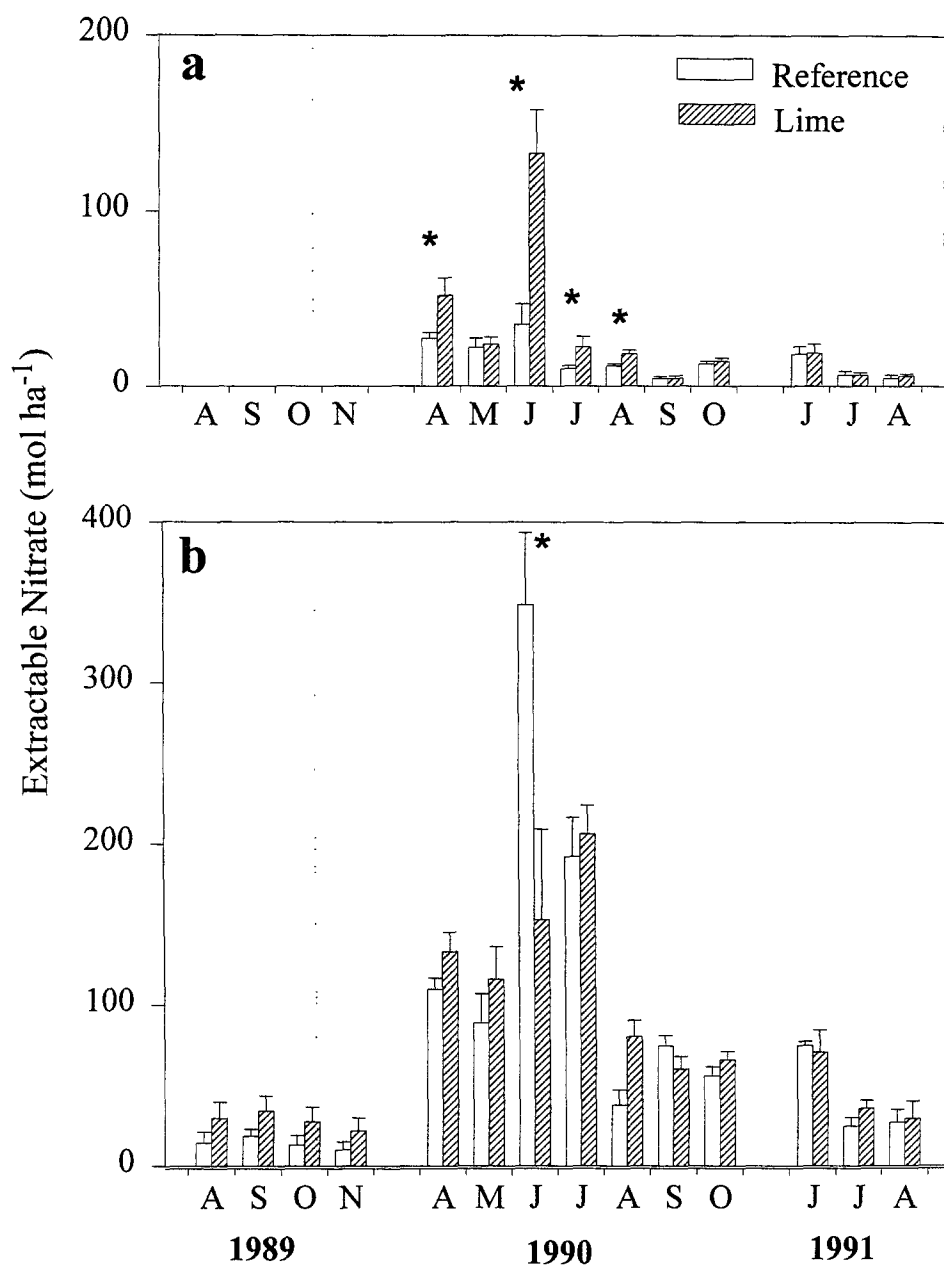 200
a
Reference
Lime
*
*
*
*
100
0
A S O N A M J J A S O J J A
Extractable Nitrate (mol ha-1)
400
b
*
300
200
100
0
A S O N A M J J A S O J J A
1989 1990 1991